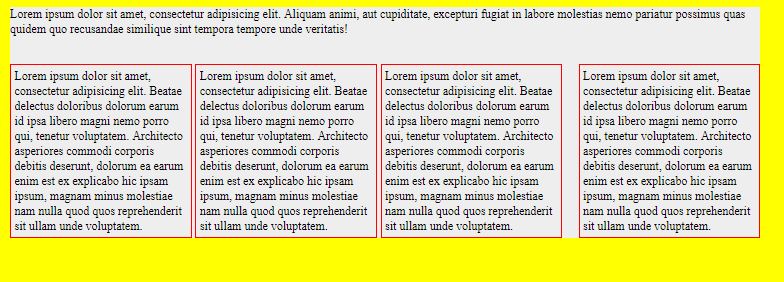 Lorem ipsum dolor sit amet, consectetur adipisicing elit. Aliquam animi, aut cupiditate, excepturi fugiat in labore molestias nemo pariatur possimus quas
quidem quo recusandae similique sint tempora tempore unde veritatis!
Lorem ipsum dolor sit amet,
consectetur adipisicing elit. Beatae
delectus doloribus dolorum earum
id ipsa libero magni nemo porro
qui, tenetur voluptatem. Architecto
asperiores commodi corporis
debitis deserunt, dolorum ea earum
enim est ex explicabo hic ipsam
ipsum, magnam minus molestiae
nam nulla quod quos reprehenderit
sit ullam unde voluptatem.
Lorem ipsum dolor sit amet,
consectetur adipisicing elit. Beatae
delectus doloribus dolorum earum
id ipsa libero magni nemo porro
qui, tenetur voluptatem. Architecto
asperiores commodi corporis
debitis deserunt, dolorum ea earum
enim est ex explicabo hic ipsam
ipsum, magnam minus molestiae
nam nulla quod quos reprehenderit
sit ullam unde voluptatem.
Lorem ipsum dolor sit amet,
consectetur adipisicing elit. Beatae
delectus doloribus dolorum earum
id ipsa libero magni nemo porro
qui, tenetur voluptatem. Architecto
asperiores commodi corporis
debitis deserunt, dolorum ea earum
enim est ex explicabo hic ipsam
ipsum, magnam minus molestiae
nam nulla quod quos reprehenderit
sit ullam unde voluptatem.
Lorem ipsum dolor sit amet,
consectetur adipisicing elit. Beatae
delectus doloribus dolorum earum
id ipsa libero magni nemo porro
qui, tenetur voluptatem. Architecto
asperiores commodi corporis
debitis deserunt, dolorum ea earum
enim est ex explicabo hic ipsam
ipsum, magnam minus molestiae
nam nulla quod quos reprehenderit
sit ullam unde voluptatem.